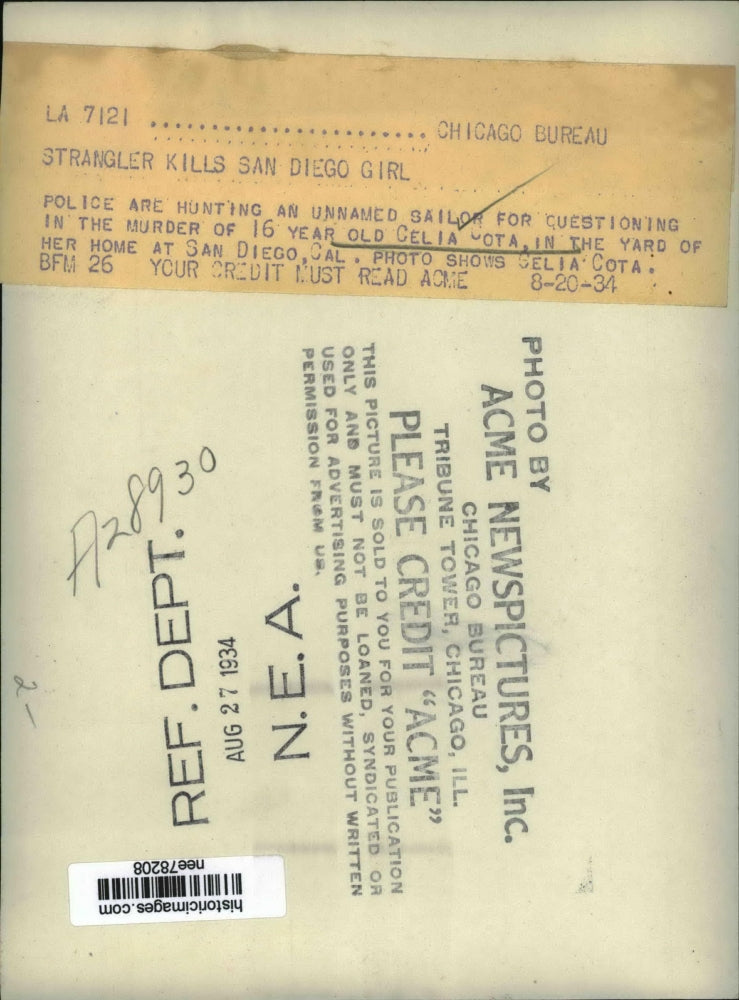 LA 7121 ............................ CHICAGO BUREAU
STRANGLER KILLS SAN DIEGO GIRL
POLICE ARE HUNTING AN UNNAMED SAILOR FOR QUESTIONING
IN THE MURDER OF 16 YEAR OLD CELIA COTA, IN THE YARD OF
HER HOME AT SAN DIEGO, CAL. PHOTO SHOWS CELIA COTA.
BFM 26 YOUR CREDIT MUST READ ACME 8-20-34
PHOTO BY
ACME NEWSPICTURES, Inc.
CHICAGO BUREAU
TRIBUNE TOWER, CHICAGO, ILL.
PLEASE CREDIT "ACME"
THIS PICTURE IS SOLD TO YOU FOR YOUR PUBLICATION
ONLY AND MUST NOT BE LOANED, SYNDICATED OR
USED FOR ADVERTISING PURPOSES WITHOUT WRITTEN
PERMISSION FROM US.
A28930
REF. DEPT.
AUG 27 1934
N.E.A.
2-
historicimages.com
nee78208